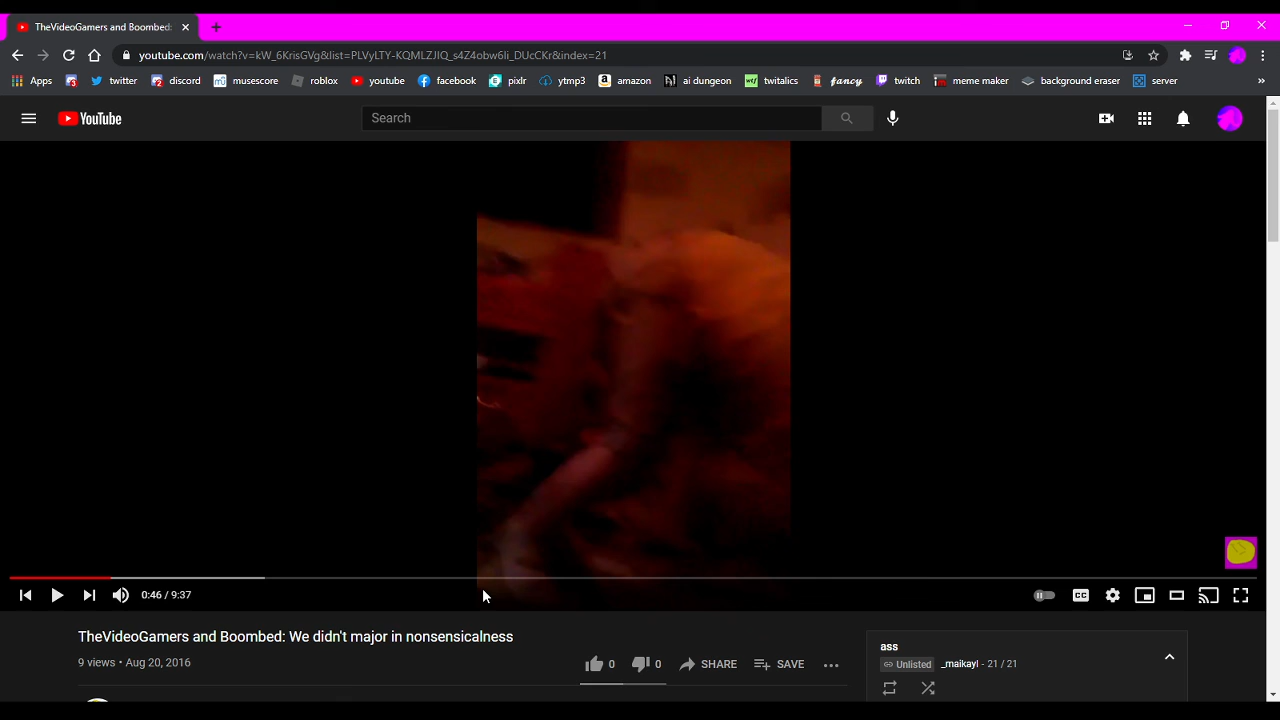 TheVideoGamers and Boombed:
youtube.com/watch?v=kW_6KrisGVg&list=PLVyLTY-KQMLZJIQ_s4Z4obw6li_DUcCKr&index=21
Apps twitter discord musescore roblox youtube facebook pixlr ytmp3 amazon ai dungeon twitalics fancy twitch meme maker background eraser server »
YouTube
Search
0:46 / 9:37
CC
TheVideoGamers and Boombed: We didn't major in nonsensicalness
9 views • Aug 20, 2016
0 0 SHARE SAVE
ass
Unlisted _maikayl - 21 / 21